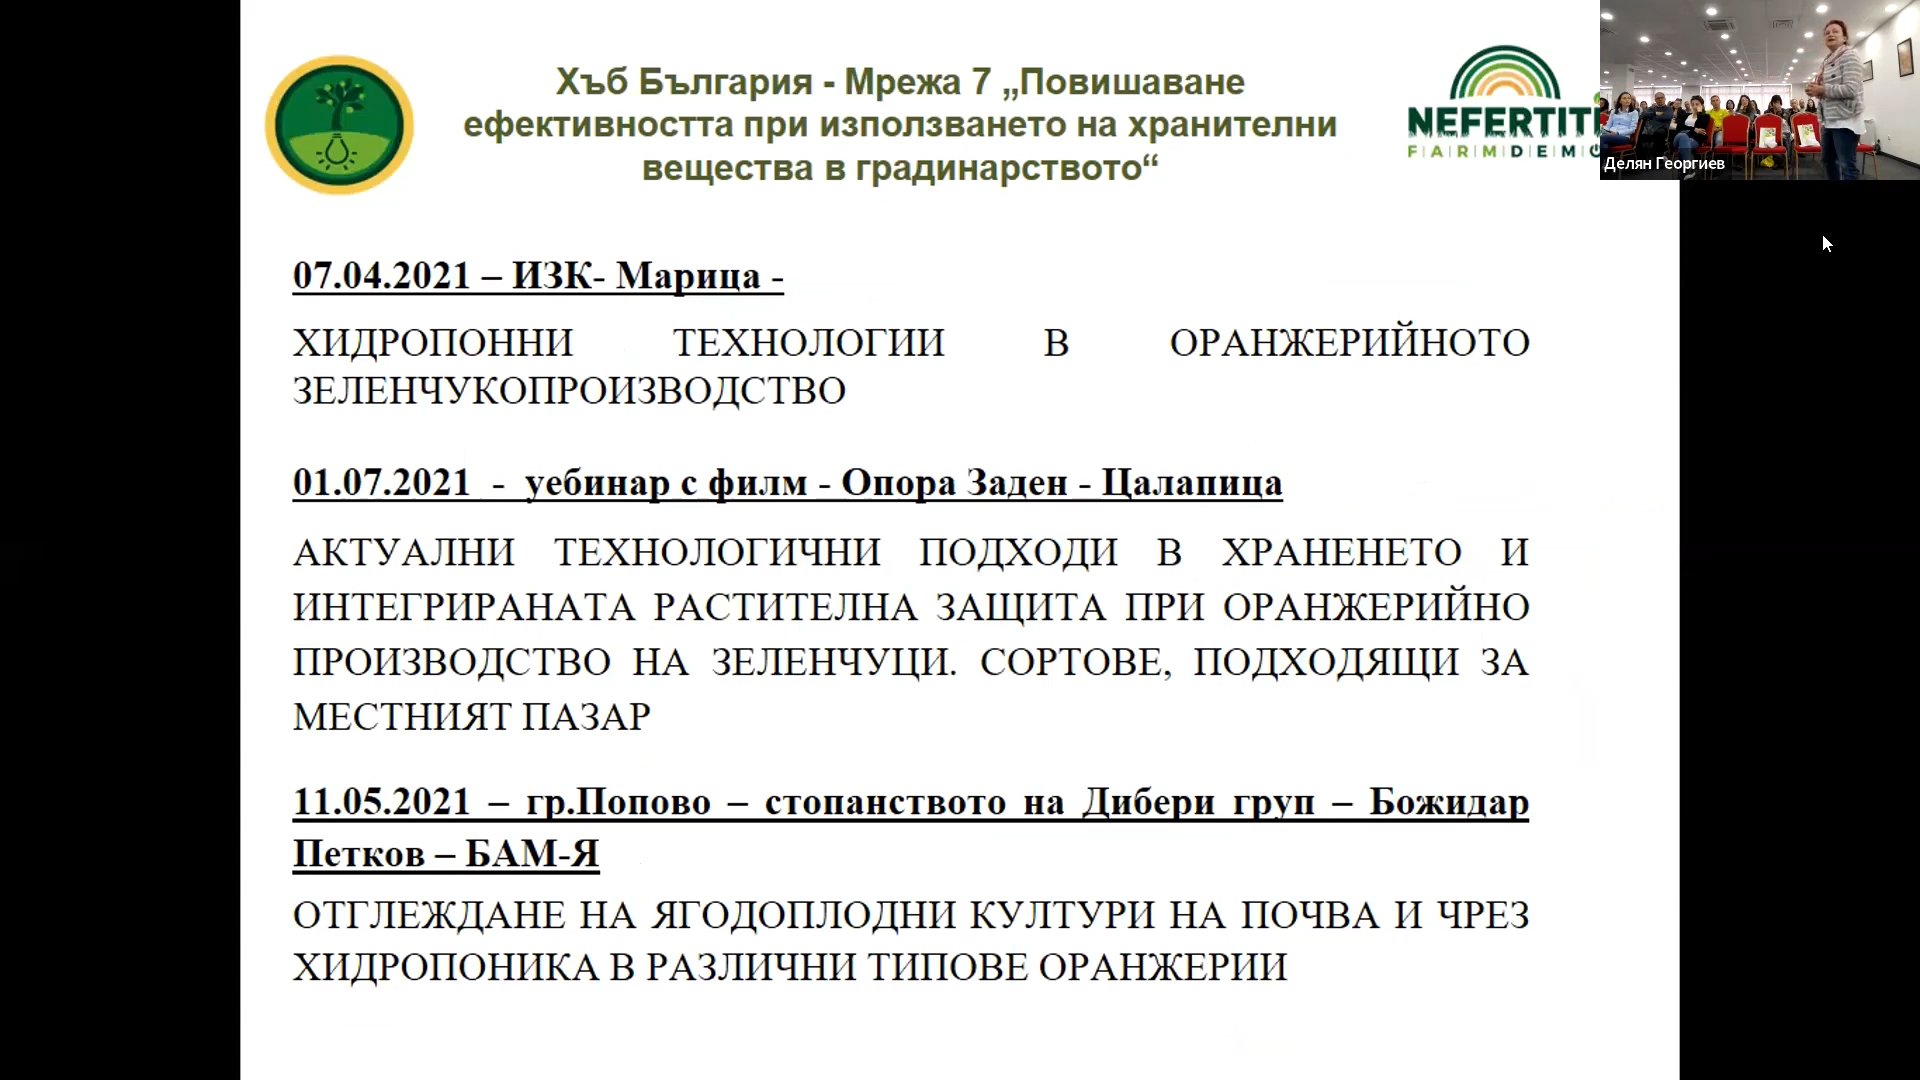 Хъб България - Мрежа 7 „Повишаване
ефективността при използването на хранителни
вещества в градинарството“
NEFERTITI
FARMDEMO
Делян Георгиев
07.04.2021 – ИЗК- Марица -
ХИДРОПОННИ ТЕХНОЛОГИИ В ОРАНЖЕРИЙНОТО
ЗЕЛЕНЧУКОПРОИЗВОДСТВО
01.07.2021 - уебинар с филм - Опора Заден - Цалапица
АКТУАЛНИ ТЕХНОЛОГИЧНИ ПОДХОДИ В ХРАНЕНЕТО И
ИНТЕГРИРАНАТА РАСТИТЕЛНА ЗАЩИТА ПРИ ОРАНЖЕРИЙНО
ПРОИЗВОДСТВО НА ЗЕЛЕНЧУЦИ. СОРТОВЕ, ПОДХОДЯЩИ ЗА
МЕСТНИЯТ ПАЗАР
11.05.2021 – гр.Попово – стопанството на Дибери груп – Божидар
Петков – БАМ-Я
ОТГЛЕЖДАНЕ НА ЯГОДОПЛОДНИ КУЛТУРИ НА ПОЧВА И ЧРЕЗ
ХИДРОПОНИКА В РАЗЛИЧНИ ТИПОВЕ ОРАНЖЕРИИ